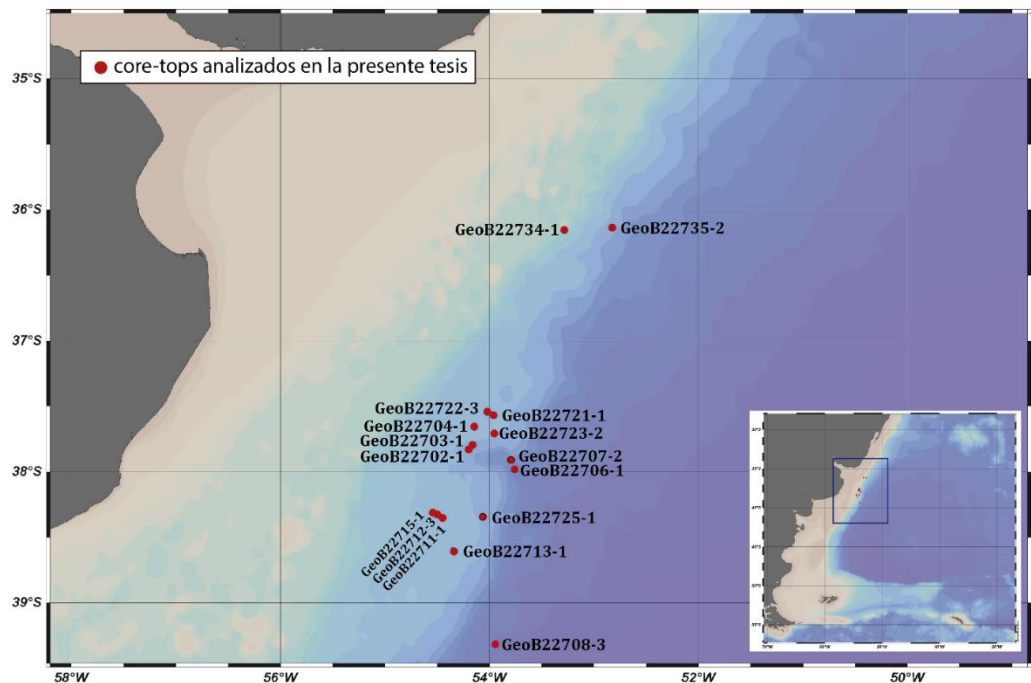 35°S
core-tops analizados en la presente tesis
36°S
GeoB22734-1
GeoB22735-2
37°S
GeoB22722-3
GeoB22721-1
GeoB22704-1
GeoB22723-2
GeoB22703-1
GeoB22702-1
GeoB22707-2
38°S
GeoB22706-1
GeoB22715-1
GeoB22712-3
GeoB22711-1
GeoB22725-1
GeoB22713-1
39°S
GeoB22708-3
58°W
56°W
54°W
52°W
50°W